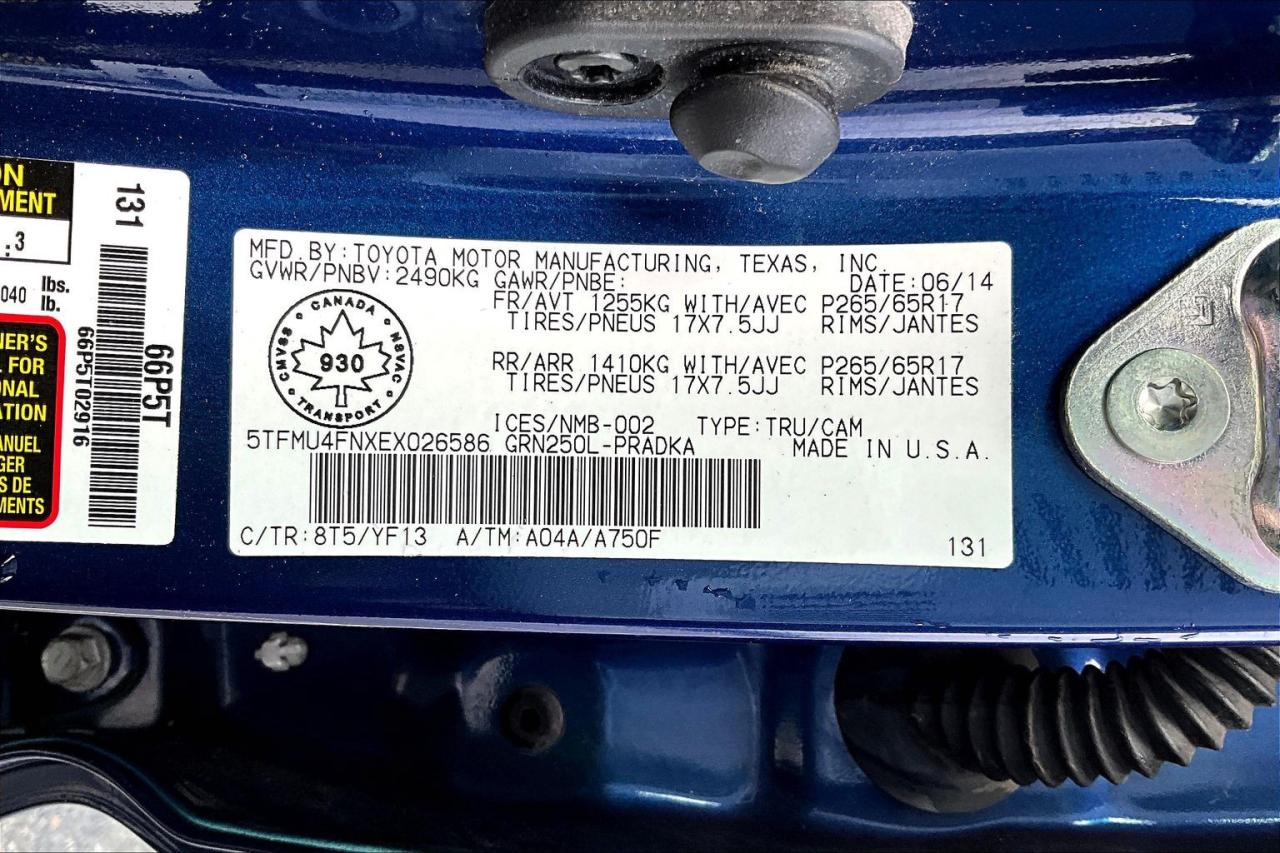 ON
MENT
.3
040 lbs.
lb.
NER'S
FOR
ONAL
ATION
ANUEL
GER
S DE
MENTS
131
66P5T02916
66P5T
MFD.BY:TOYOTA MOTOR MANUFACTURING, TEXAS, INC.
GVWR/PNBV:2490KG GAWR/PNBE: DATE:06/14
FR/AVT 1255KG WITH/AVEC P265/65R17
TIRES/PNEUS 17X7.5JJ RIMS/JANTES
RR/ARR 1410KG WITH/AVEC P265/65R17
TIRES/PNEUS 17X7.5JJ RIMS/JANTES
CANADA
CMVSS NSVAC
930
TRANSPORT
ICES/NMB-002 TYPE:TRU/CAM
5TFMU4FNXEX026586 GRN250L-PRADKA MADE IN U.S.A.
C/TR:8T5/YF13 A/TM:A04A/A750F
131